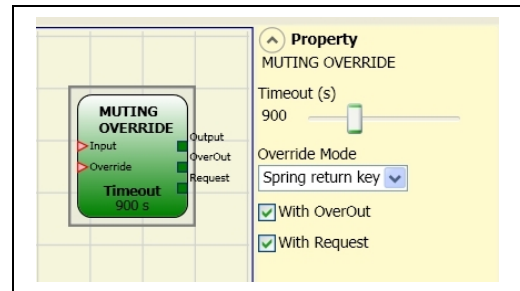 MUTING
OVERRIDE
Input
Override
Output
OverOut
Request
Timeout
900 s
Property
MUTING OVERRIDE
Timeout (s)
900
Override Mode
Spring return key
With OverOut
With Request